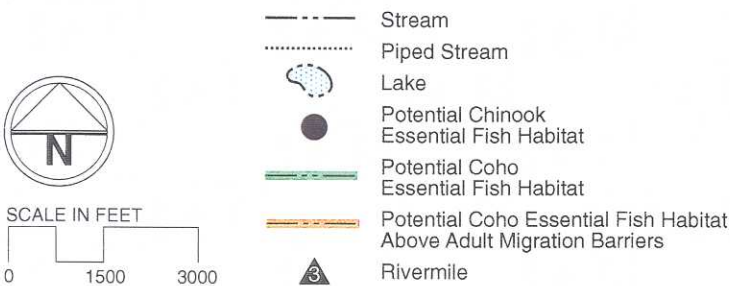 Stream
Piped Stream
Lake
Potential Chinook
Essential Fish Habitat
Potential Coho
Essential Fish Habitat
Potential Coho Essential Fish Habitat
Above Adult Migration Barriers
3
Rivermile
N
SCALE IN FEET
0 1500 3000